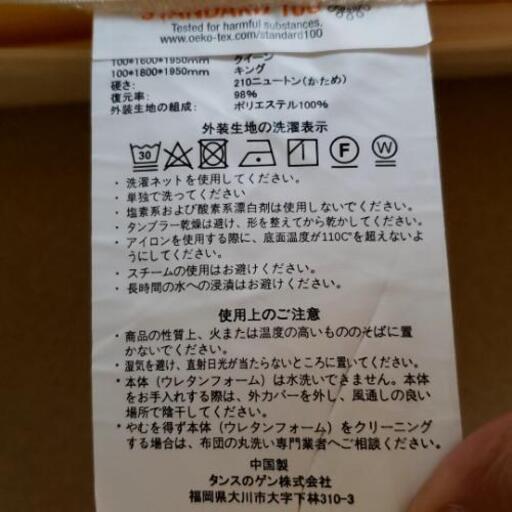 STANDARD 100
Tested for harmful substances.
www.oeko-tex.com/standard100
100*1600*1950mm クイーン
100*1800*1950mm キング
硬さ: 210ニュートン(かため)
復元率: 98%
外装生地の組成: ポリエステル100%
外装生地の洗濯表示
30 F W
・洗濯ネットを使用してください。
・単独で洗ってください
・塩素系および酸素系漂白剤は使用しないでください。
・タンブラー乾燥は避け、形を整えてから乾かしてください。
・アイロンを使用する際に、底面温度が110C°を超えないよ
うにしてください。
・スチームの使用はお避けください。
・長時間の水への浸漬はお避けください。
使用上のご注意
・商品の性質上、火または温度の高いもののそばに置
かないでください。
・湿気を避け、直射日光が当たらないところに置いてください。
・*本体（ウレタンフォーム）は水洗いできません。本体
をお手入れする際は、外カバーを外し、風通しの良い
場所で陰干してください。
・*やむを得ず本体（ウレタンフォーム）をクリーニング
する場合は、布団の丸洗い専門業者へご相談ください。
中国製
タンスのゲン株式会社
福岡県大川市大字下林310-3